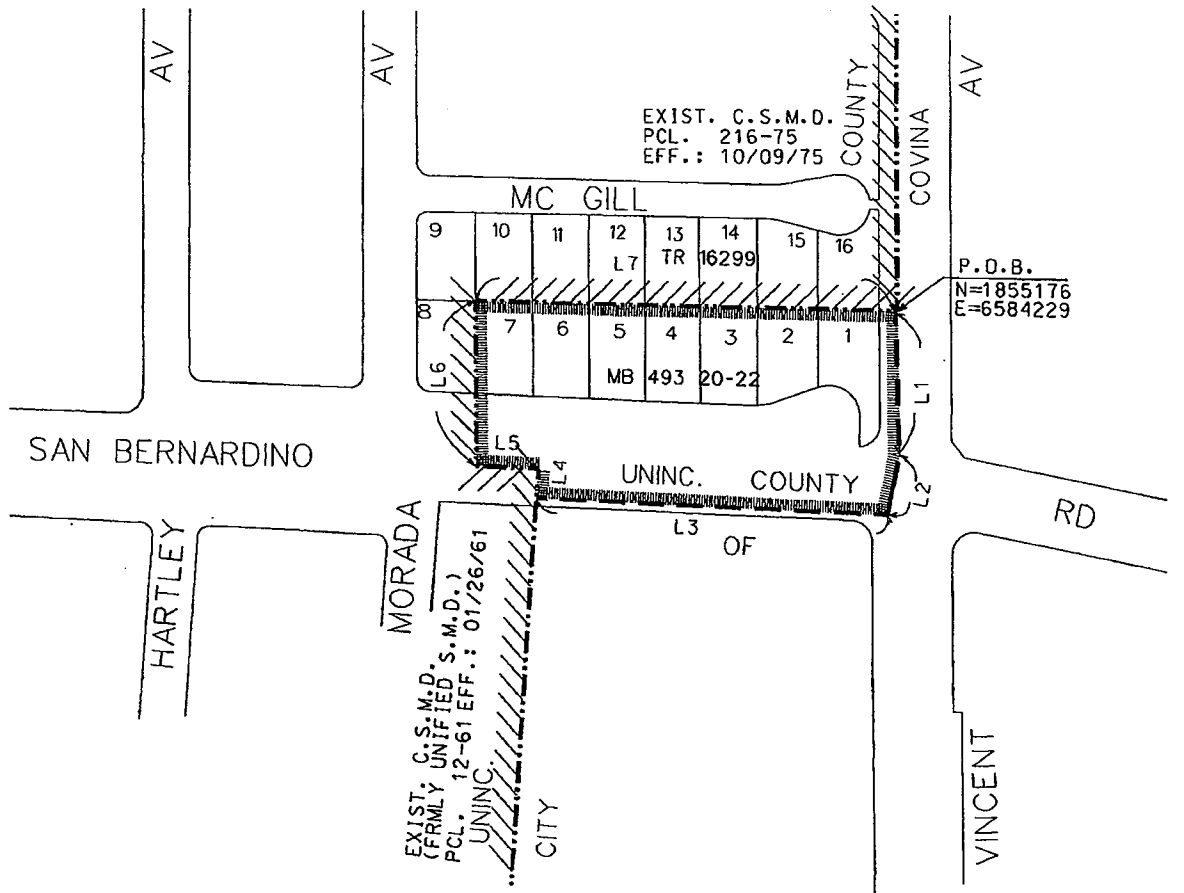 AV
AV
AV
EXIST. C.S.M.D.
PCL. 216-75
EFF.: 10/09/75
COUNTY
COVINA
MC GILL
9
10
11
12
13
14
15
16
L7
TR 16299
P.O.B.
N=1855176
E=6584229
8
7
6
5
4
3
2
1
MB 493 20-22
L6
L1
L5
L4
L2
SAN BERNARDINO
UNINC. COUNTY
RD
L3
OF
HARTLEY
MORADA
EXIST. C.S.M.D.
(FRMLY UNIFIED S.M.D.)
PCL. 12-61 EFF.: 01/26/61
UNINC.
CITY
VINCENT